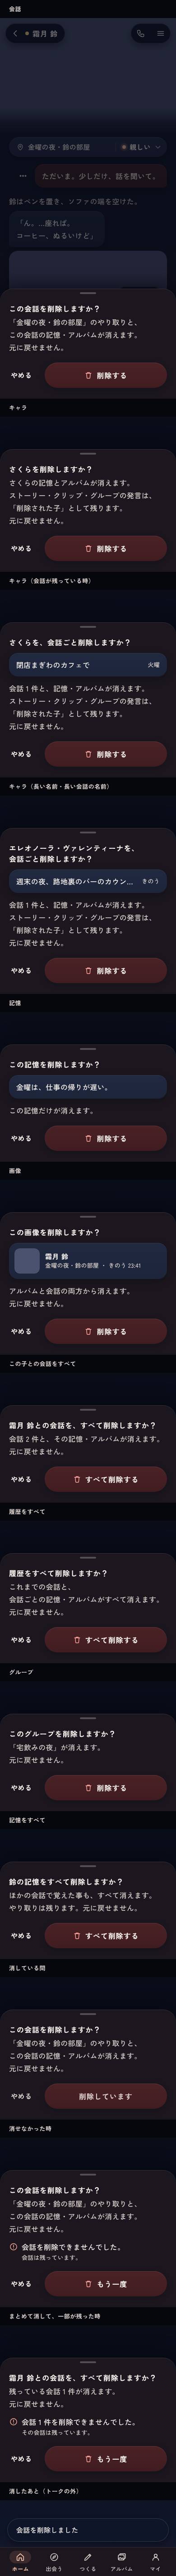 会話
霜月 鈴
金曜の夜・鈴の部屋
親しい
ただいま。少しだけ、話を聞いて。
鈴はペンを置き、ソファの端を空けた。
「ん。…座れば。
コーヒー、ぬるいけど」
この会話を削除しますか？
「金曜の夜・鈴の部屋」のやり取りと、
この会話の記憶・アルバムが消えます。
元に戻せません。
やめる
削除する
キャラ
さくらを削除しますか？
さくらの記憶とアルバムが消えます。
ストーリー・クリップ・グループの発言は、
「削除された子」として残ります。
元に戻せません。
やめる
削除する
キャラ（会話が残っている時）
さくらを、会話ごと削除しますか？
閉店まぎわのカフェで
火曜
会話 1 件と、記憶・アルバムが消えます。
ストーリー・クリップ・グループの発言は、
「削除された子」として残ります。
元に戻せません。
やめる
削除する
キャラ（長い名前・長い会話の名前）
エレオノーラ・ヴァレンティーナを、
会話ごと削除しますか？
週末の夜、路地裏のバーのカウン…
きのう
会話 1 件と、記憶・アルバムが消えます。
ストーリー・クリップ・グループの発言は、
「削除された子」として残ります。
元に戻せません。
やめる
削除する
記憶
この記憶を削除しますか？
金曜は、仕事の帰りが遅い。
この記憶だけが消えます。
やめる
削除する
画像
この画像を削除しますか？
霜月 鈴
金曜の夜・鈴の部屋 ・ きのう 23:41
アルバムと会話の両方から消えます。
元に戻せません。
やめる
削除する
この子との会話をすべて
霜月 鈴との会話を、すべて削除しますか？
会話 2 件と、その記憶・アルバムが消えます。
元に戻せません。
やめる
すべて削除する
履歴をすべて
履歴をすべて削除しますか？
これまでの会話と、
会話ごとの記憶・アルバムがすべて消えます。
元に戻せません。
やめる
すべて削除する
グループ
このグループを削除しますか？
「宅飲みの夜」が消えます。
元に戻せません。
やめる
削除する
記憶をすべて
鈴の記憶をすべて削除しますか？
ほかの会話で覚えた事も、すべて消えます。
やり取りは残ります。元に戻せません。
やめる
すべて削除する
消している間
この会話を削除しますか？
「金曜の夜・鈴の部屋」のやり取りと、
この会話の記憶・アルバムが消えます。
元に戻せません。
やめる
削除しています
消せなかった時
この会話を削除しますか？
「金曜の夜・鈴の部屋」のやり取りと、
この会話の記憶・アルバムが消えます。
元に戻せません。
会話を削除できませんでした。
会話は残っています。
やめる
もう一度
まとめて消して、一部が残った時
霜月 鈴との会話を、すべて削除しますか？
残っている会話 1 件が消えます。
元に戻せません。
会話 1 件を削除できませんでした。
その会話は残っています。
やめる
もう一度
消したあと（トークの外）
会話を削除しました
ホーム
出会う
つくる
アルバム
マイ